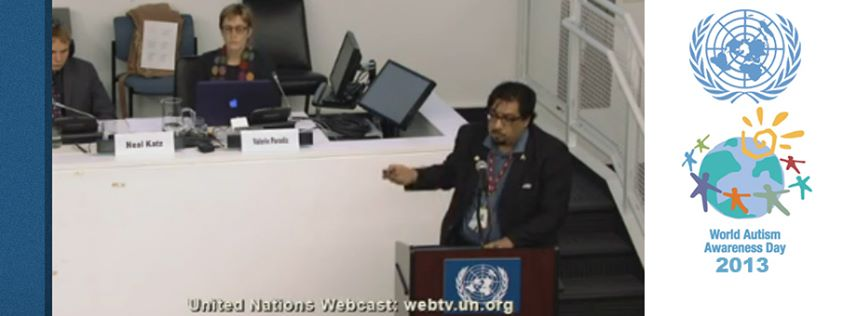 Neal Katz
Valerie Paradiz
United Nations Webcast: webtv.un.org
World Autism
Awareness Day
2013